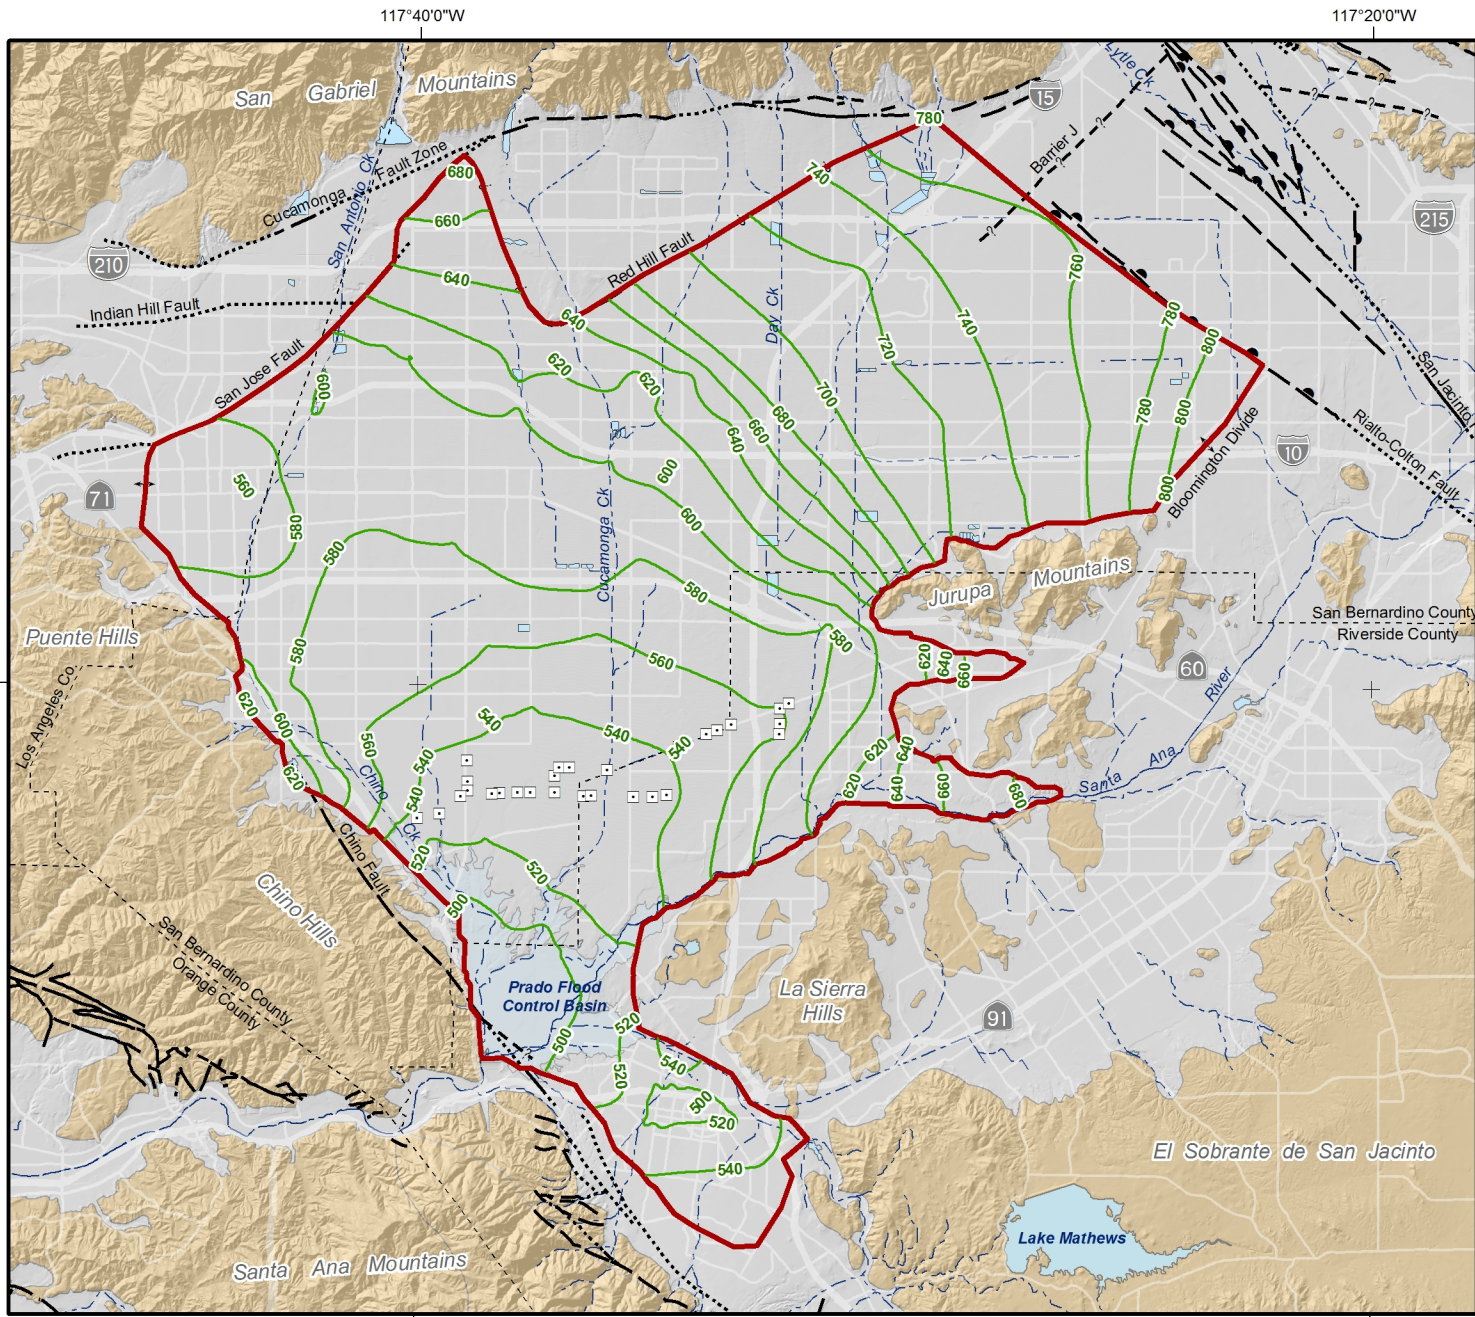 117°40'0"W
117°20'0"W
San Gabriel Mountains
Lytle Ck
15
780
?
Barrier J
?
?
?
?
Cucamonga Fault Zone
San Antonio Ck
680
740
660
215
210
640
Red Hill Fault
760
Indian Hill Fault
640
Day Ck
740
780
720
800
San Jose Fault
620
620
600
700
680
660
640
780
800
San Jacinto
Rialto-Colton Fault
Bloomington Divide
10
71
560
580
600
600
800
580
Cucamonga Ck
580
Jurupa Mountains
San Bernardino County
Riverside County
Puente Hills
580
580
560
620
640
660
60
River
Los Angeles Co
620
600
560
540
540
540
540
620
640
Santa Ana
620
Chino Ck
540
620
640
660
680
Chino Fault
520
520
500
Chino Hills
San Bernardino County
Orange County
Prado Flood
Control Basin
La Sierra
Hills
91
500
520
520
540
500
520
540
El Sobrante de San Jacinto
Lake Mathews
Santa Ana Mountains